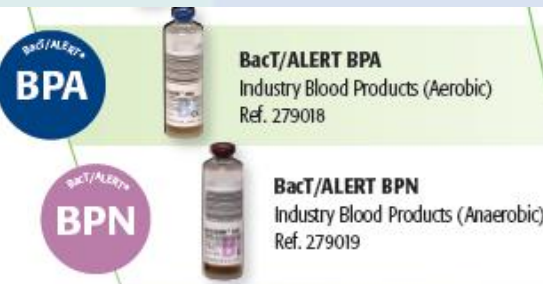 BacT/ALERT®
BPA
BacT/ALERT BPA
Industry Blood Products (Aerobic)
Ref. 279018
BacT/ALERT®
BPN
BacT/ALERT BPN
Industry Blood Products (Anaerobic)
Ref. 279019